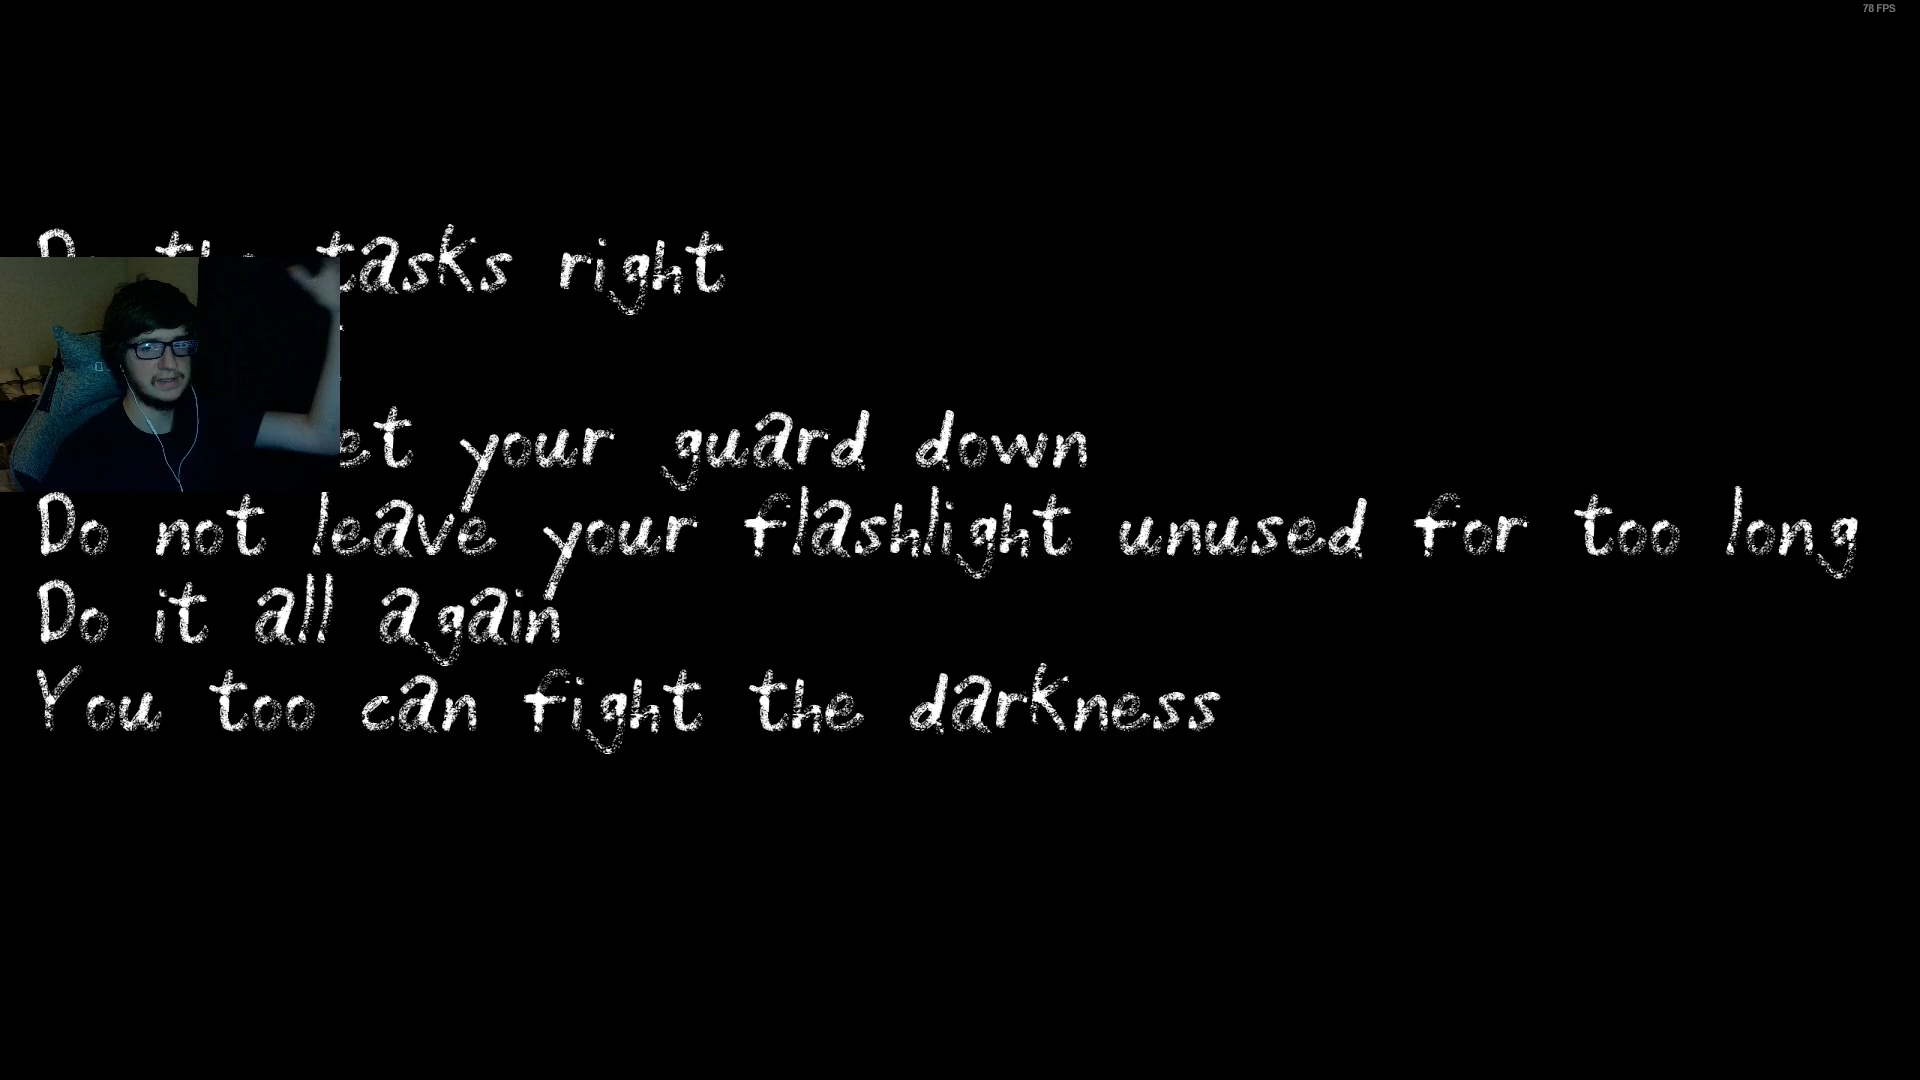 78 FPS
tasks right
your guard down
Do not leave your flashlight unused for too long
Do it all again
You too can fight the darkness